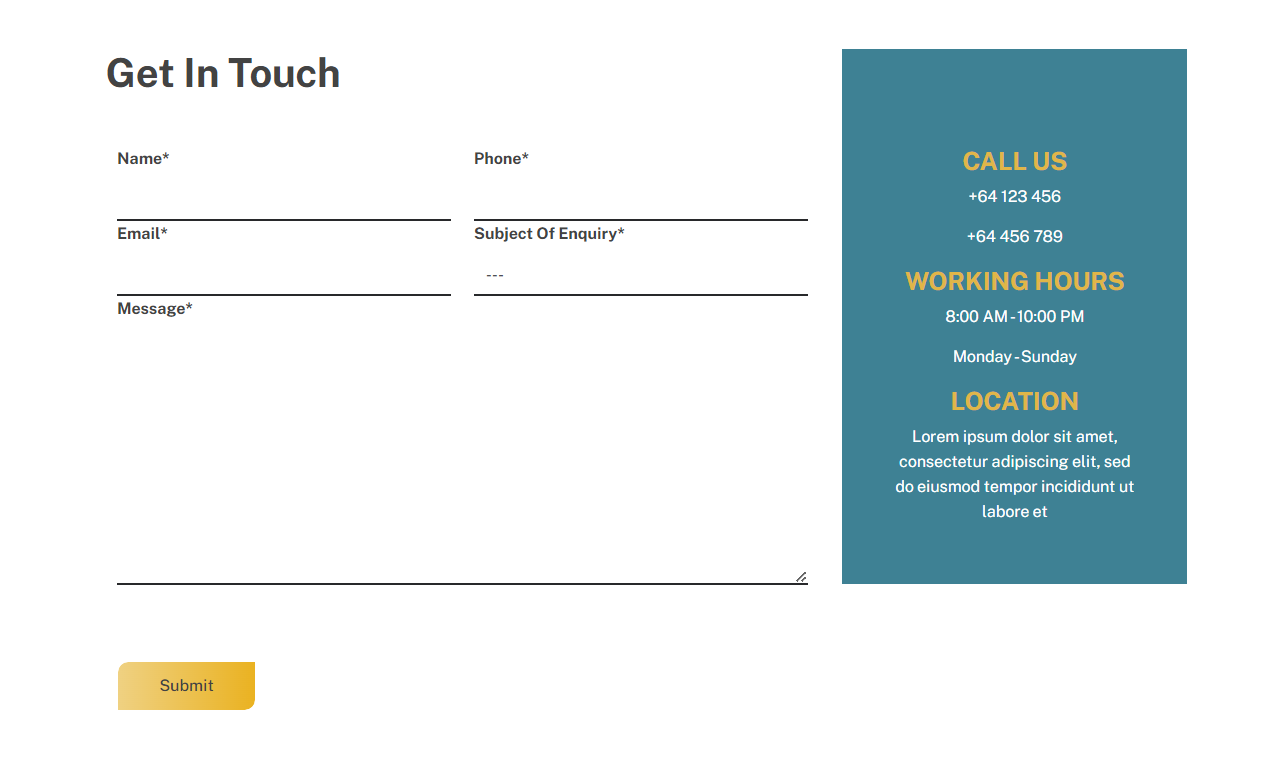 Get In Touch
Name*
Phone*
Email*
Subject Of Enquiry*
---
Message*
Submit
CALL US
+64 123 456
+64 456 789
WORKING HOURS
8:00 AM - 10:00 PM
Monday - Sunday
LOCATION
Lorem ipsum dolor sit amet,
consectetur adipiscing elit, sed
do eiusmod tempor incididunt ut
labore et